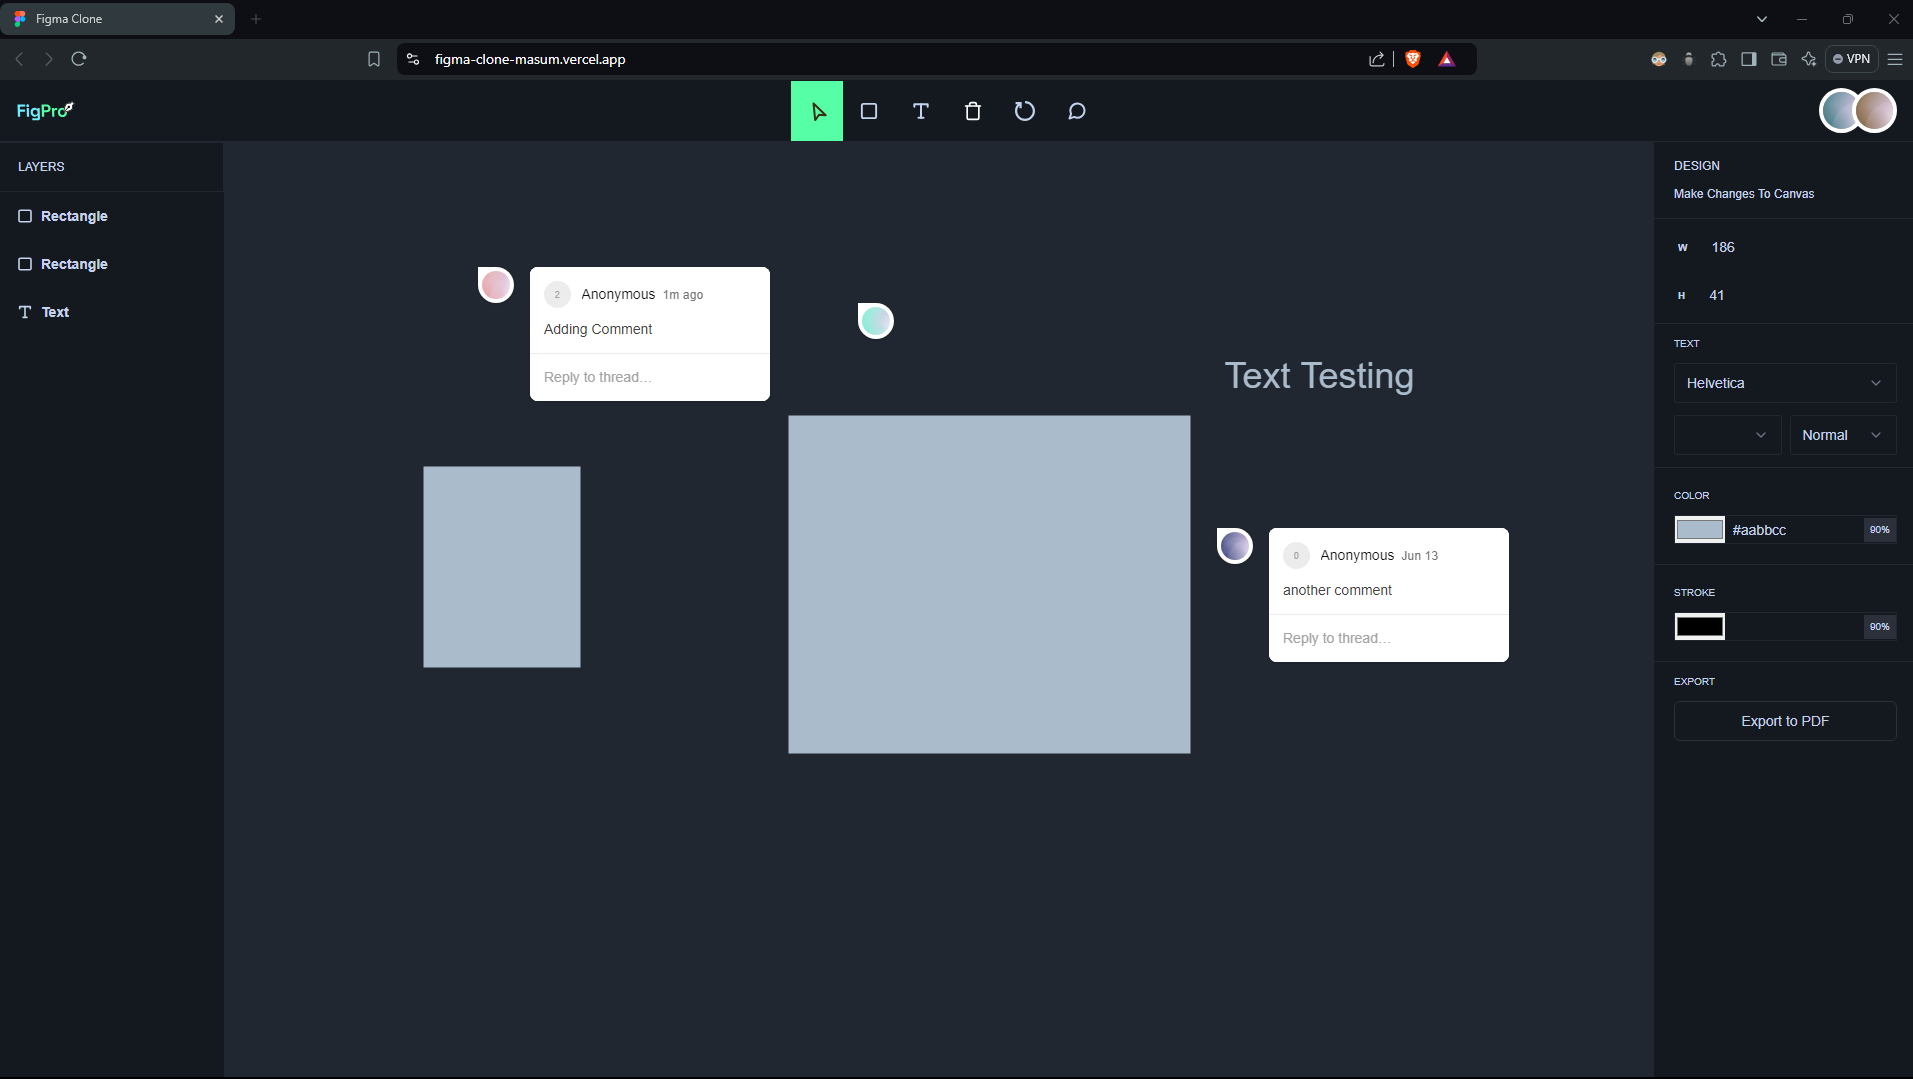 Figma Clone
figma-clone-masum.vercel.app
VPN
FigPro
LAYERS
Rectangle
Rectangle
Text
2 Anonymous 1m ago
Adding Comment
Reply to thread…
Text Testing
0 Anonymous Jun 13
another comment
Reply to thread…
DESIGN
Make Changes To Canvas
W 186
H 41
TEXT
Helvetica
Normal
COLOR
#aabbcc 90%
STROKE
90%
EXPORT
Export to PDF